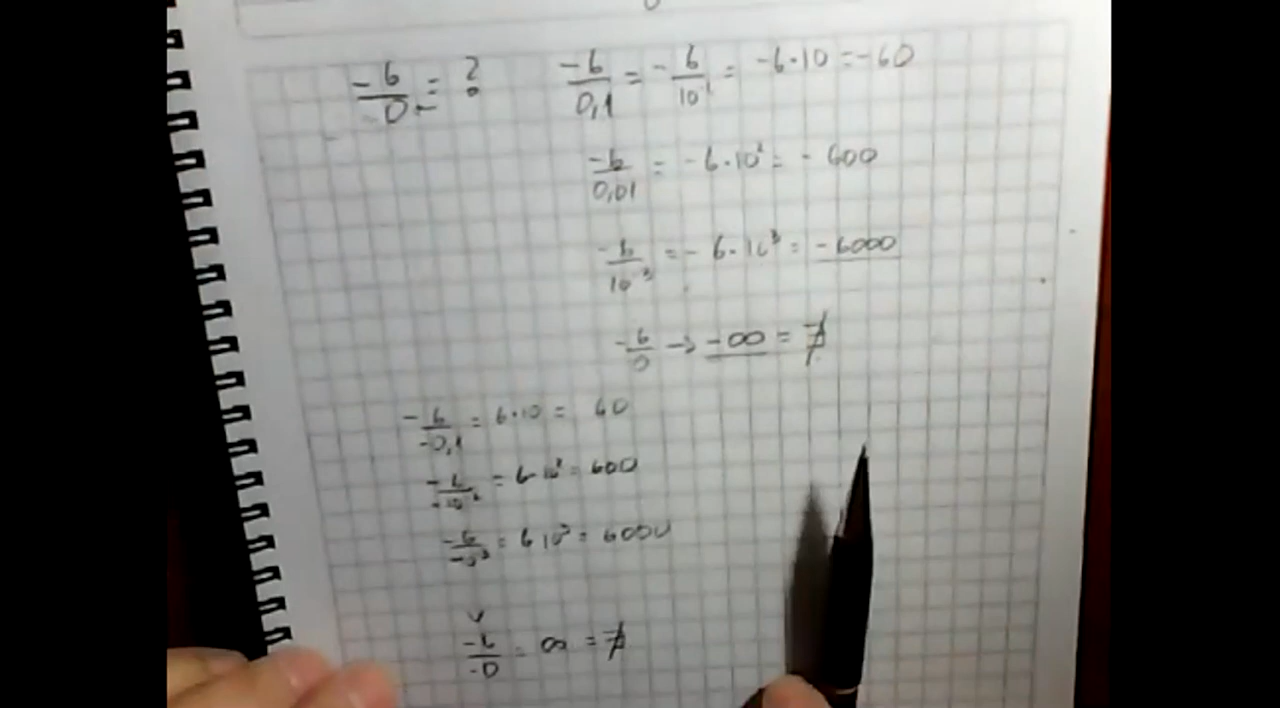 -6/0 = ? -6/0,1 = -6/10⁻¹ = -6·10 = -60
-6/0,01 = -6·10² = -600
-6/10⁻³ = -6·10³ = -6000
-6/0 → -∞ = ∄
-6/-0,1 = 6·10 = 60
-6/-10⁻² = 6·10² = 600
-6/-10⁻³ = 6·10³ = 6000
-6/-0 = ∞ = ∄